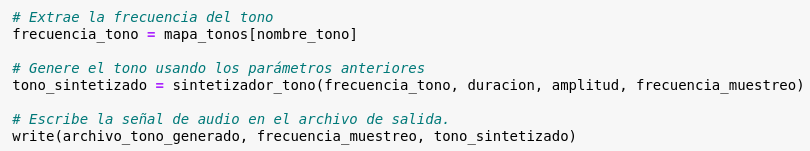 # Extrae la frecuencia del tono
frecuencia_tono = mapa_tonos[nombre_tono]
# Genere el tono usando los parámetros anteriores
tono_sintetizado = sintetizador_tono(frecuencia_tono, duracion, amplitud, frecuencia_muestreo)
# Escribe la señal de audio en el archivo de salida.
write(archivo_tono_generado, frecuencia_muestreo, tono_sintetizado)